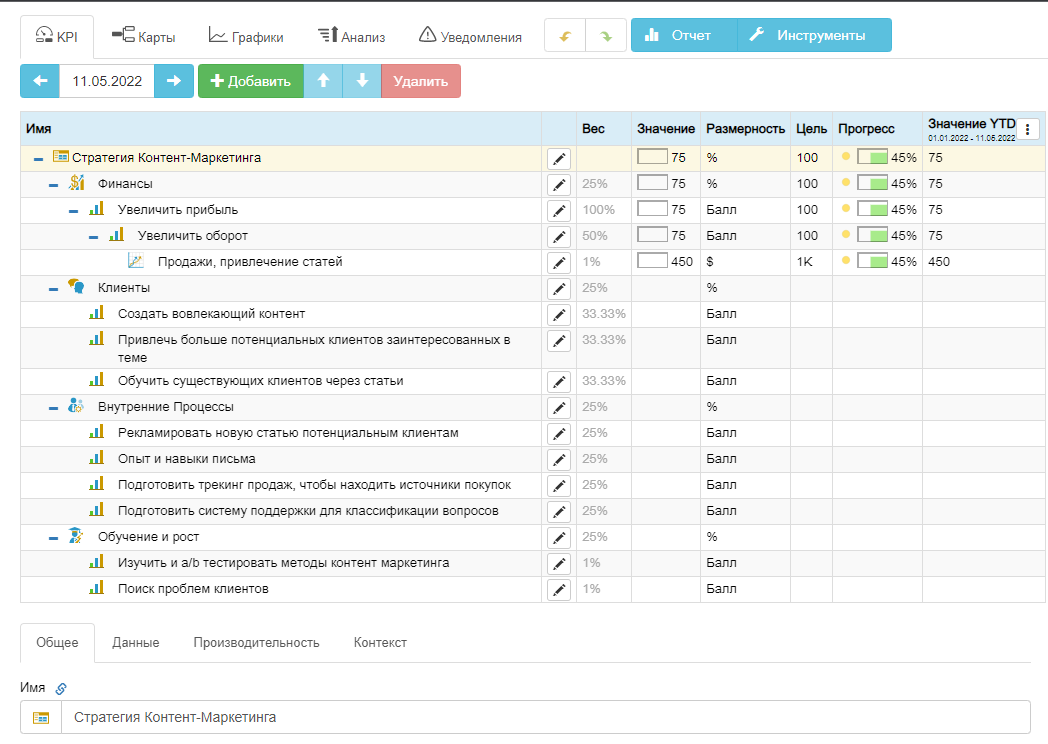 KPI Карты Графики Анализ Уведомления Отчет Инструменты
11.05.2022 Добавить Удалить
Имя Вес Значение Размерность Цель Прогресс Значение YTD
01.01.2022 - 11.05.2022
Стратегия Контент-Маркетинга 75 % 100 45% 75
Финансы 25% 75 % 100 45% 75
Увеличить прибыль 100% 75 Балл 100 45% 75
Увеличить оборот 50% 75 Балл 100 45% 75
Продажи, привлечение статей 1% 450 $ 1K 45% 450
Клиенты 25% %
Создать вовлекающий контент 33.33% Балл
Привлечь больше потенциальных клиентов заинтересованных в 33.33% Балл
теме
Обучить существующих клиентов через статьи 33.33% Балл
Внутренние Процессы 25% %
Рекламировать новую статью потенциальным клиентам 25% Балл
Опыт и навыки письма 25% Балл
Подготовить трекинг продаж, чтобы находить источники покупок 25% Балл
Подготовить систему поддержки для классификации вопросов 25% Балл
Обучение и рост 25% %
Изучить и a/b тестировать методы контент маркетинга 1% Балл
Поиск проблем клиентов 1% Балл
Общее Данные Производительность Контекст
Имя
Стратегия Контент-Маркетинга